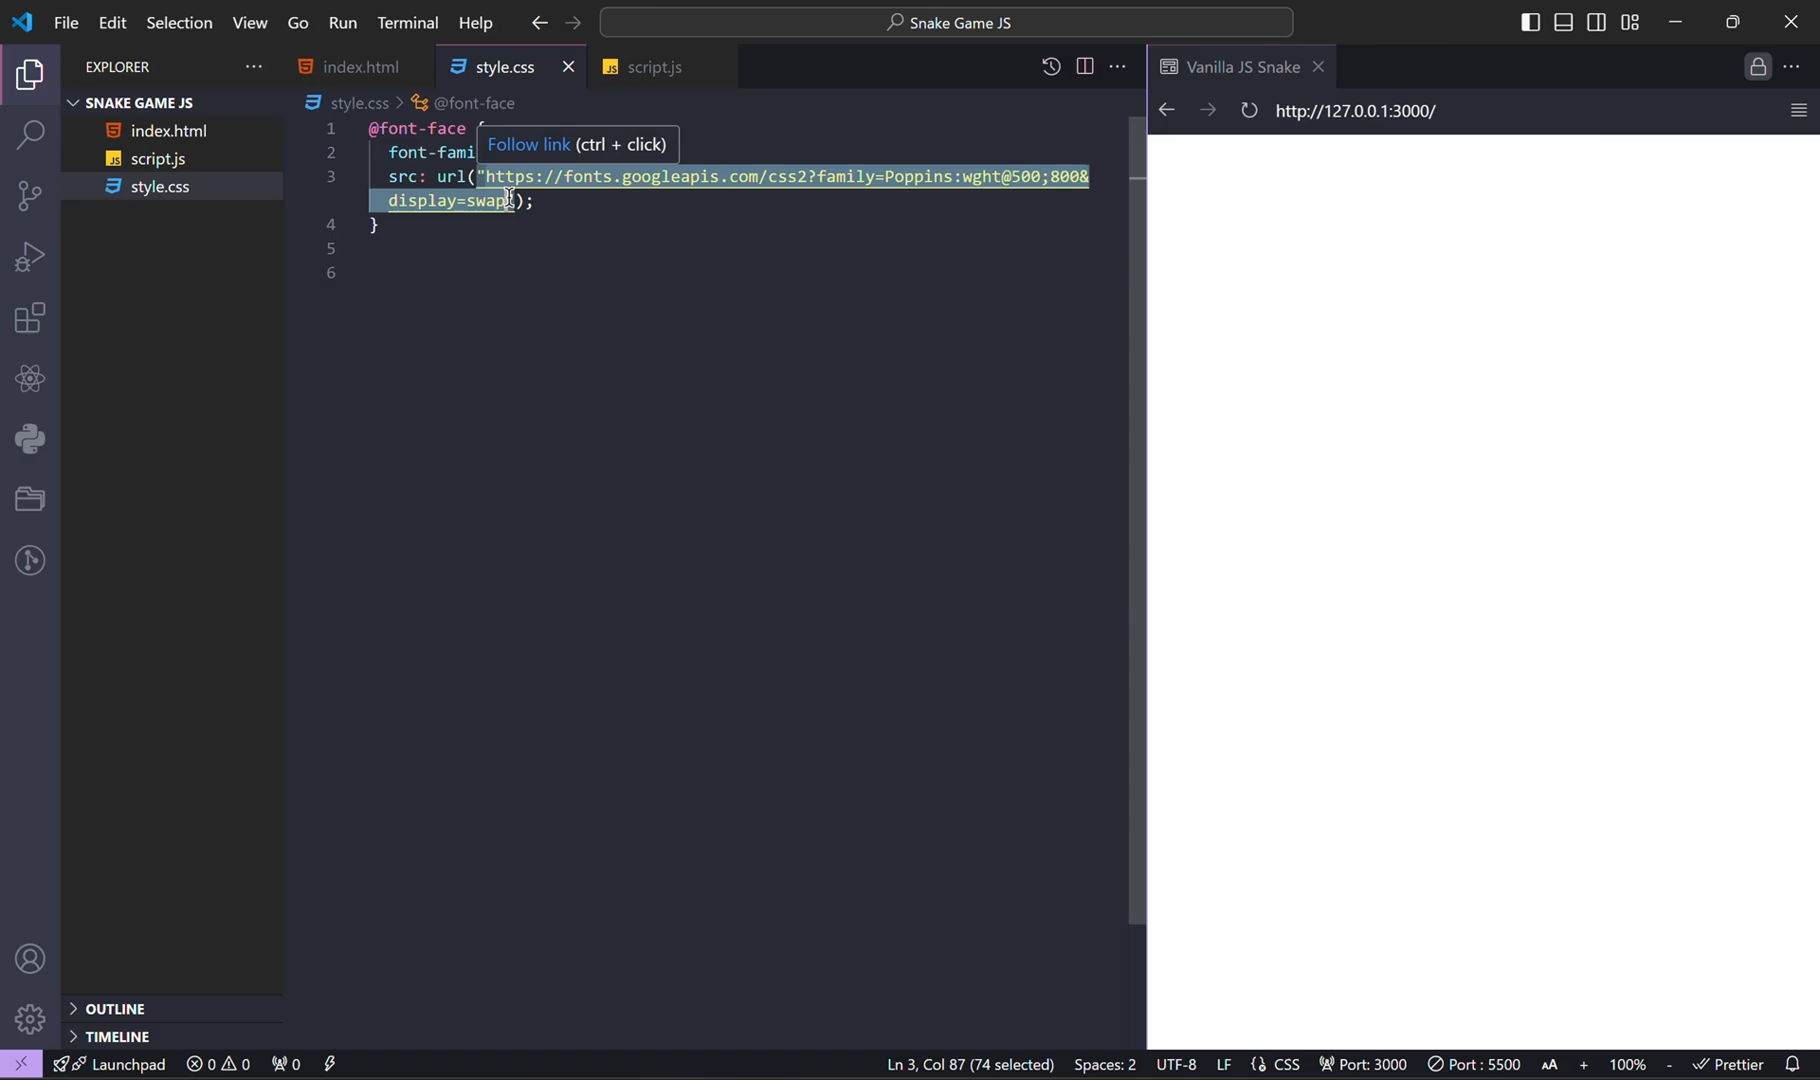 File Edit Selection View Go Run Terminal Help Snake Game JS
EXPLORER
SNAKE GAME JS
index.html
script.js
style.css
OUTLINE
TIMELINE
index.html style.css script.js
style.css > @font-face
1 @font-face {
Follow link (ctrl + click)
2 font-fami
3 src: url("https://fonts.googleapis.com/css2?family=Poppins:wght@500;800&
display=swap");
4 }
5
6
Vanilla JS Snake
http://127.0.0.1:3000/
Launchpad 0 0 0 Ln 3, Col 87 (74 selected) Spaces: 2 UTF-8 LF {} CSS Port: 3000 Port : 5500 AA + 100% - Prettier